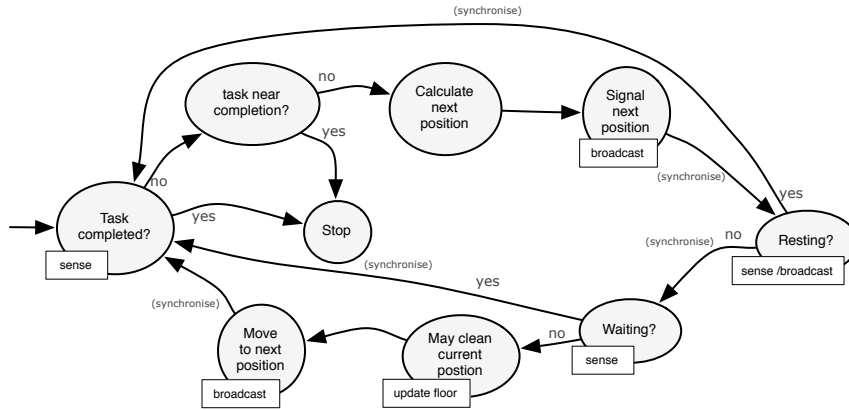 (synchronise)
task near
completion?
no
Calculate
next
position
Signal
next
position
broadcast
yes
(synchronise)
no
yes
Task
completed?
sense
yes
Stop
(synchronise)
no
Resting?
sense /broadcast
(synchronise)
yes
(synchronise)
Waiting?
sense
no
May clean
current
postion
update floor
Move
to next
position
broadcast